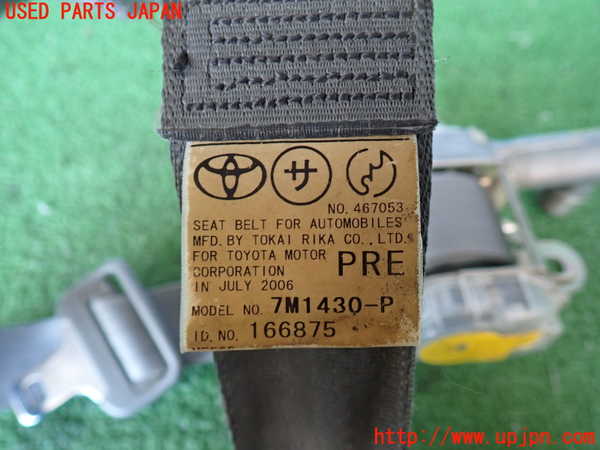 USED PARTS JAPAN
サ
NO. 467053
SEAT BELT FOR AUTOMOBILES
MFD. BY TOKAI RIKA CO., LTD.
FOR TOYOTA MOTOR
CORPORATION PRE
IN JULY 2006
MODEL NO. 7M1430-P
ID. NO. 166875
http://www.upjpn.com/